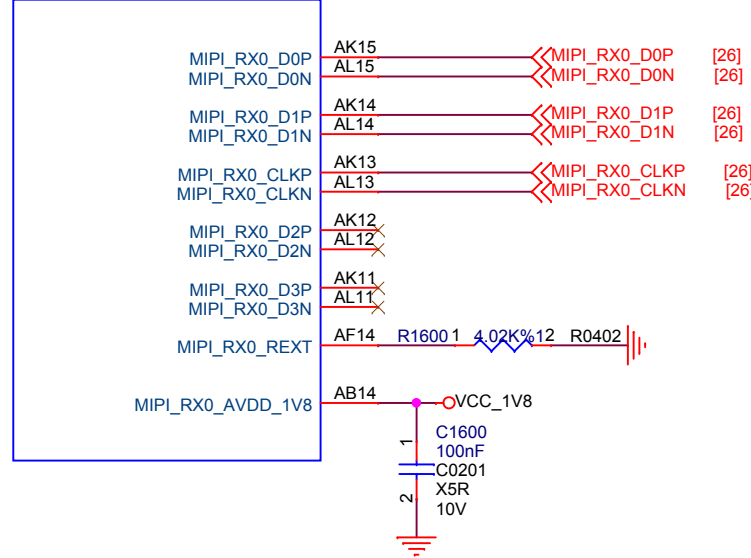 MIPI_RX0_D0P AK15 MIPI_RX0_D0P [26]
MIPI_RX0_D0N AL15 MIPI_RX0_D0N [26]
MIPI_RX0_D1P AK14 MIPI_RX0_D1P [26]
MIPI_RX0_D1N AL14 MIPI_RX0_D1N [26]
MIPI_RX0_CLKP AK13 MIPI_RX0_CLKP [26]
MIPI_RX0_CLKN AL13 MIPI_RX0_CLKN [26
MIPI_RX0_D2P AK12
MIPI_RX0_D2N AL12
MIPI_RX0_D3P AK11
MIPI_RX0_D3N AL11
MIPI_RX0_REXT AF14 R1600 1 4.02K%1 2 R0402
MIPI_RX0_AVDD_1V8 AB14 VCC_1V8
1
C1600
100nF
C0201
X5R
10V
2